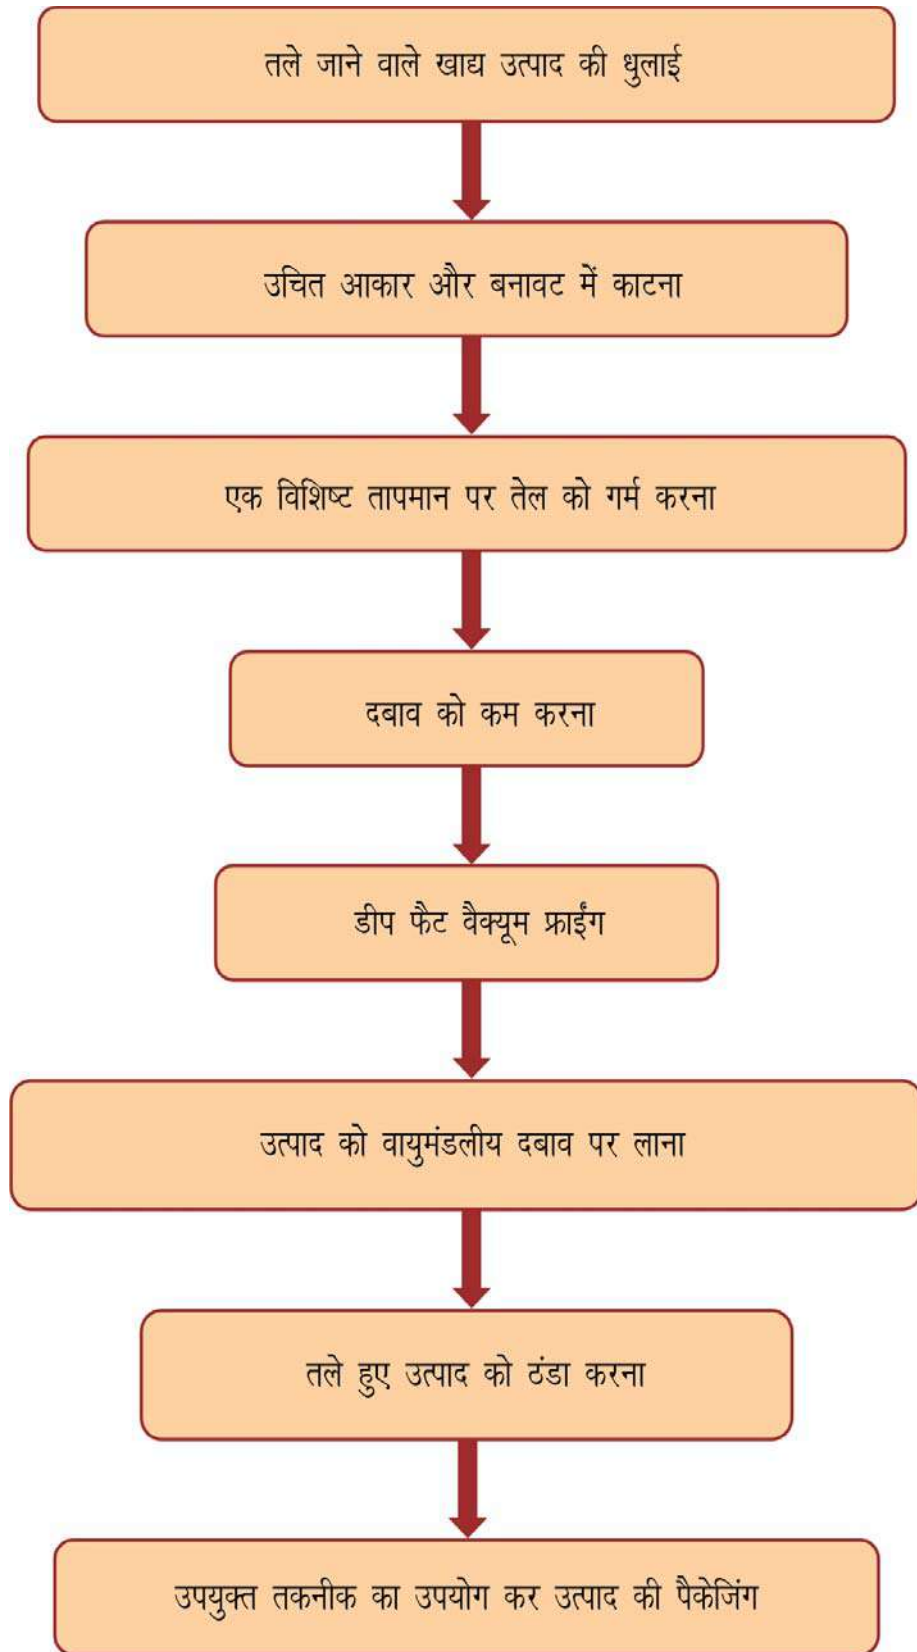 तले जाने वाले खाद्य उत्पाद की धुलाई
उचित आकार और बनावट में काटना
एक विशिष्ट तापमान पर तेल को गर्म करना
दबाव को कम करना
डीप फैट वैक्यूम फ्राईंग
उत्पाद को वायुमंडलीय दबाव पर लाना
तले हुए उत्पाद को ठंडा करना
उपयुक्त तकनीक का उपयोग कर उत्पाद की पैकेजिंग